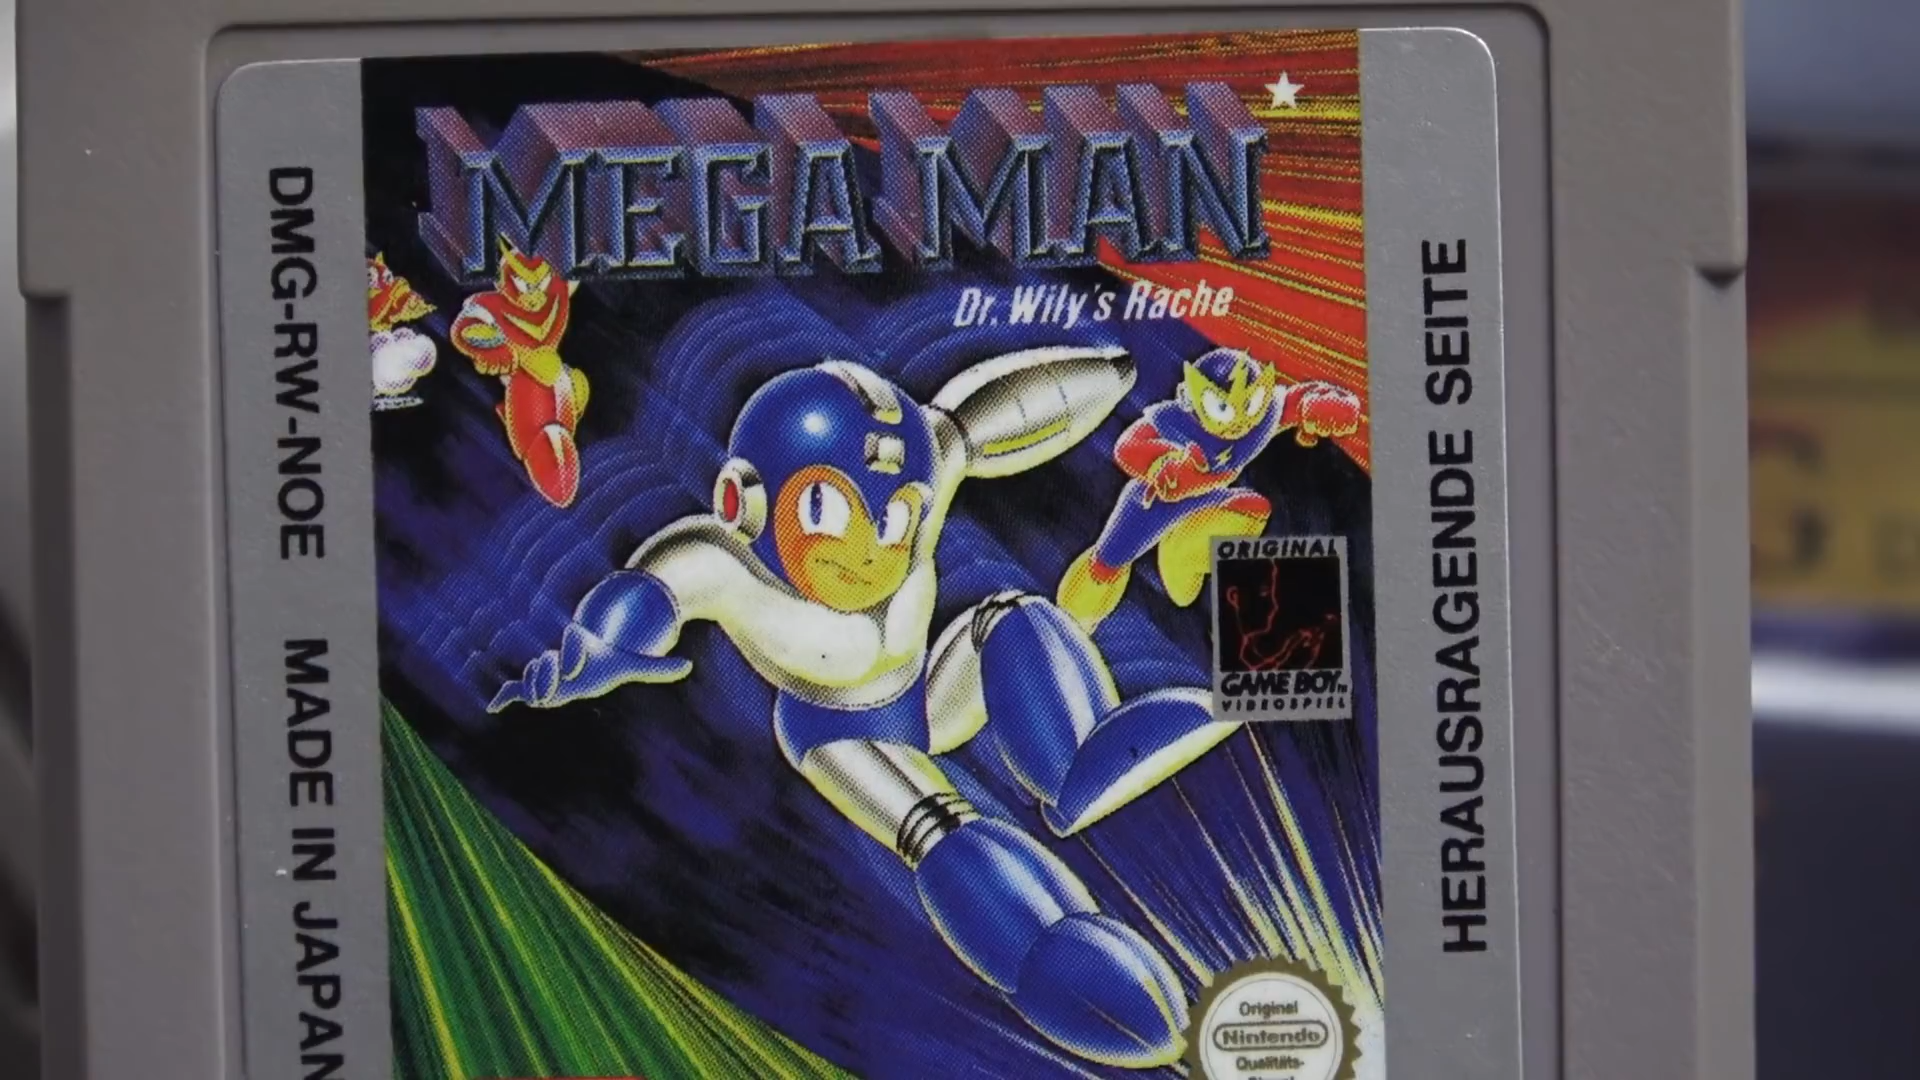 MEGA MAN
Dr. Wily's Rache
DMG-RW-NOE MADE IN JAPAN
HERAUSRAGENDE SEITE
ORIGINAL
GAME BOY™
VIDEOSPIEL
Original
Nintendo
Qualitäts-